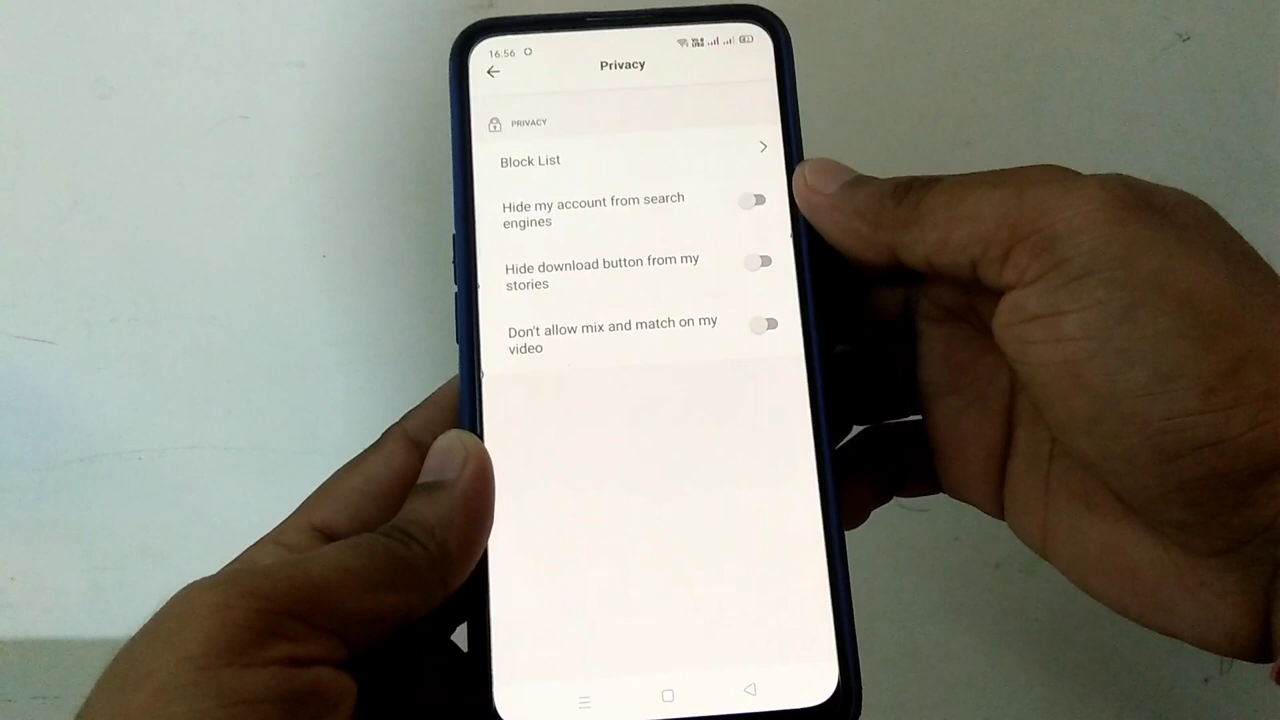 16:56
Privacy
PRIVACY
Block List
Hide my account from search
engines
Hide download button from my
stories
Don't allow mix and match on my
video